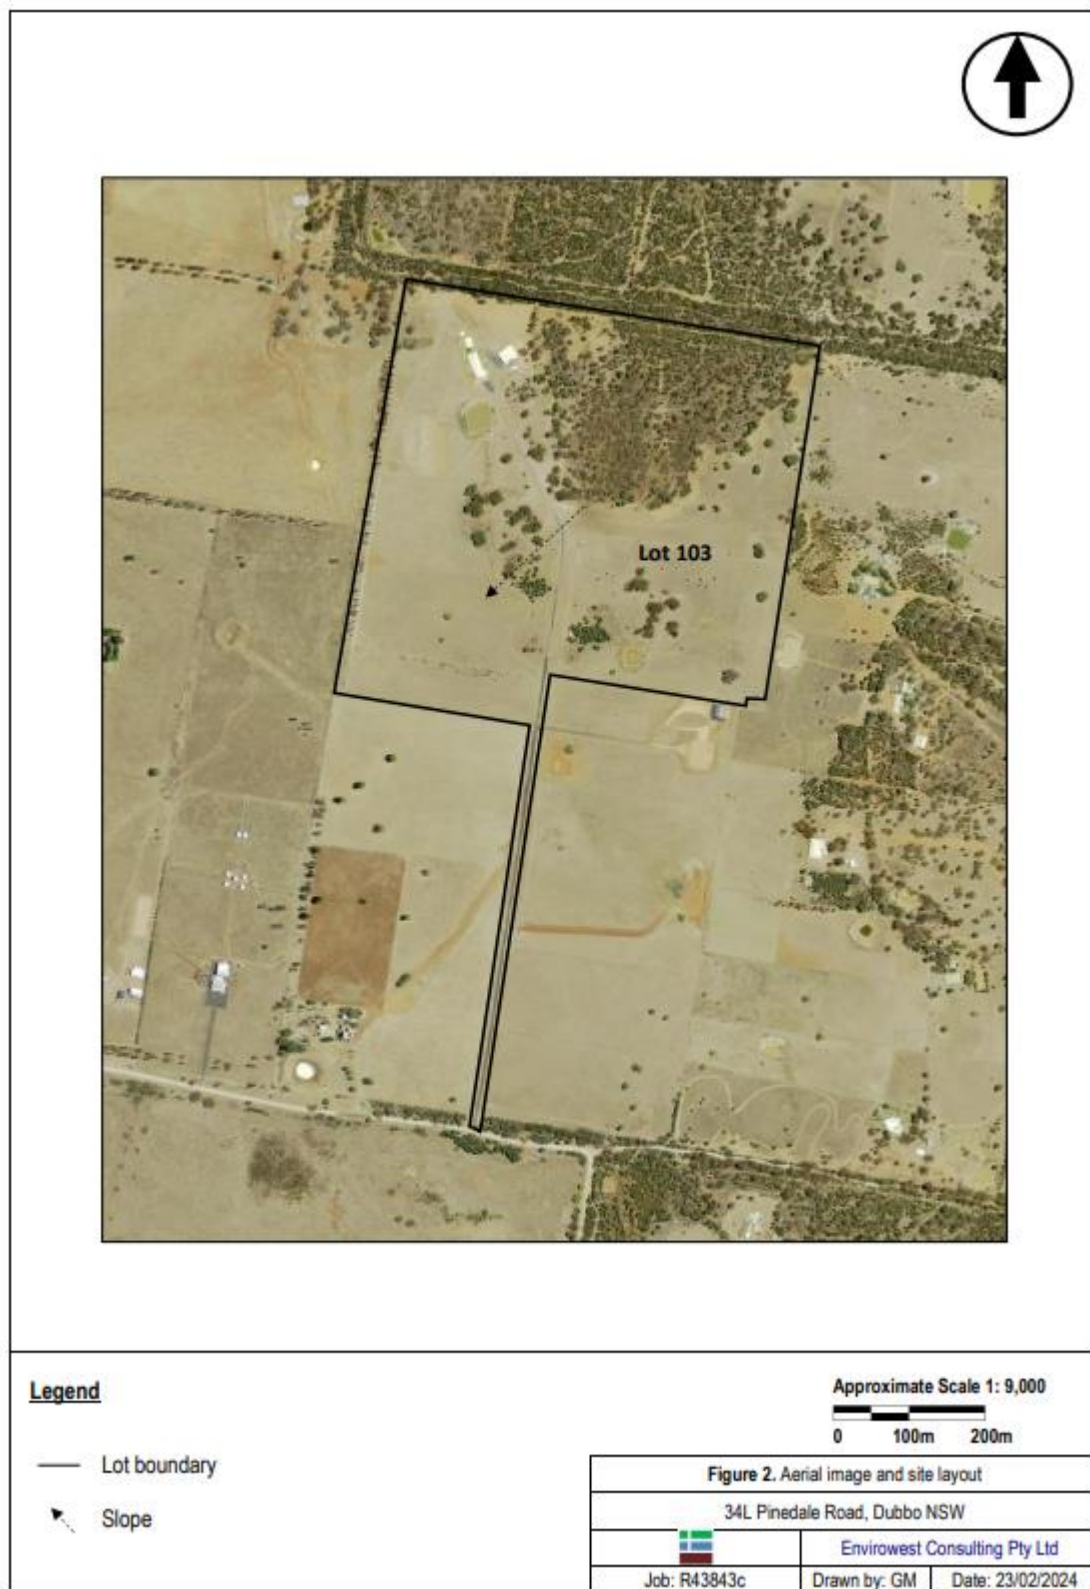 Lot 103
Legend
Lot boundary
Slope
Approximate Scale 1: 9,000
0 100m 200m
Figure 2. Aerial image and site layout
34L Pinedale Road, Dubbo NSW
Envirowest Consulting Pty Ltd
Job: R43843c Drawn by: GM Date: 23/02/2024